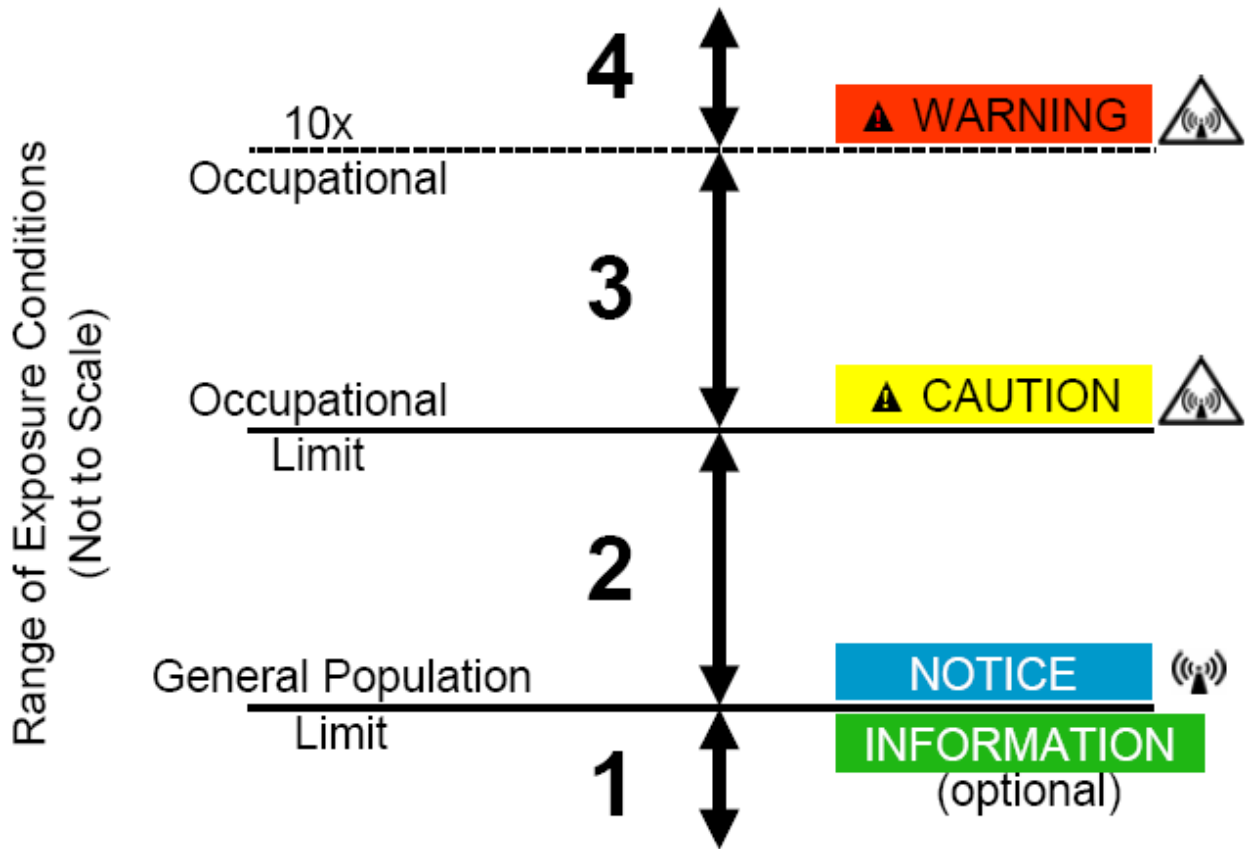 4
10x
WARNING
Occupational
3
Range of Exposure Conditions
(Not to Scale)
Occupational
CAUTION
Limit
2
General Population
NOTICE
Limit
INFORMATION
1
(optional)